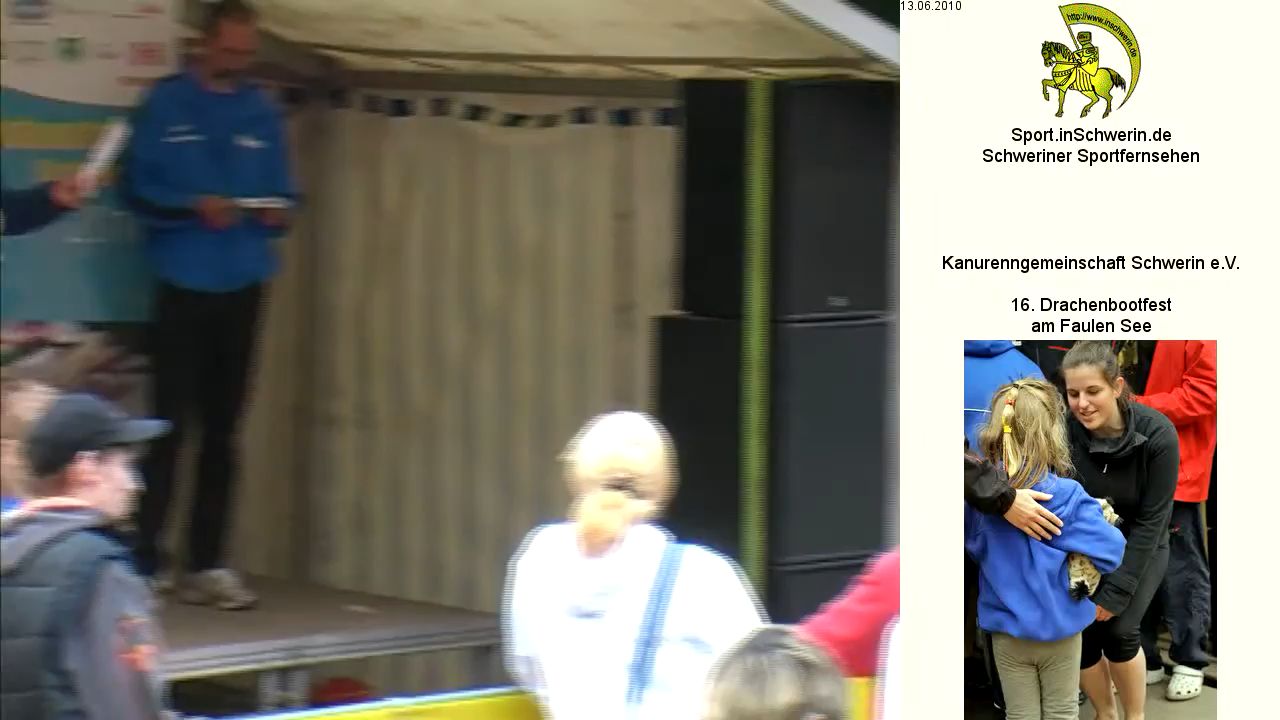 13.06.2010
http://www.inschwerin.de
Sport.inSchwerin.de
Schweriner Sportfernsehen
Kanurenngemeinschaft Schwerin e.V.
16. Drachenbootfest
am Faulen See